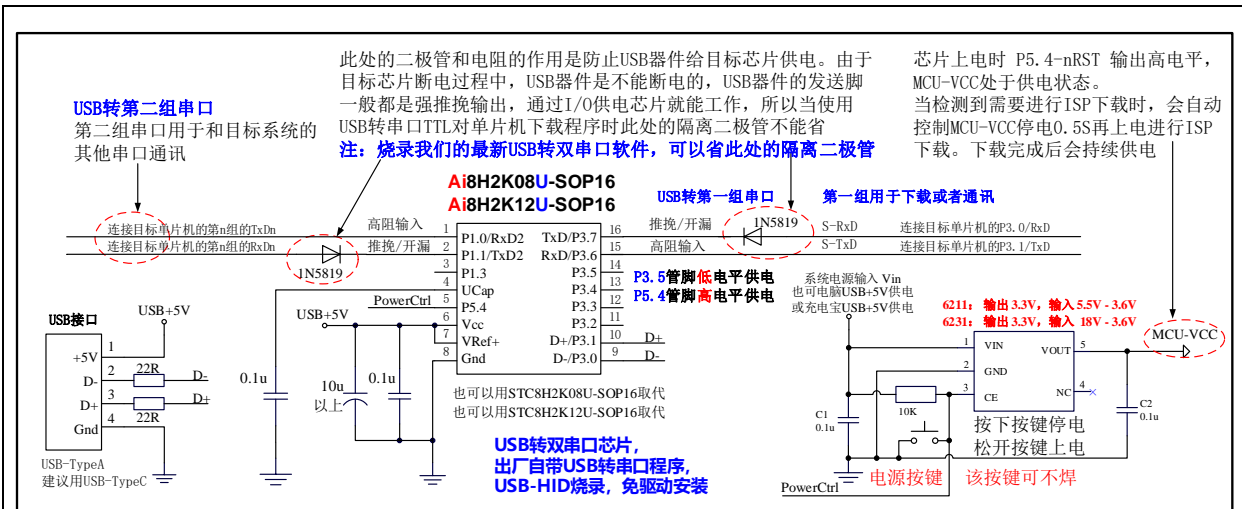 此处的二极管和电阻的作用是防止USB器件给目标芯片供电。由于
目标芯片断电过程中，USB器件是不能断电的，USB器件的发送脚
一般都是强推挽输出，通过I/O供电芯片就能工作，所以当使用
USB转串口TTL对单片机下载程序时此处的隔离二极管不能省
注：烧录我们的最新USB转双串口软件，可以省此处的隔离二极管
芯片上电时 P5.4-nRST 输出高电平，
MCU-VCC处于供电状态。
当检测到需要进行ISP下载时，会自动
控制MCU-VCC停电0.5S再上电进行ISP
下载。下载完成后会持续供电
USB转第二组串口
第二组串口用于和目标系统的
其他串口通讯
Ai8H2K08U-SOP16
Ai8H2K12U-SOP16
USB转第一组串口
第一组用于下载或者通讯
连接目标单片机的第n组的TxDn
连接目标单片机的第n组的RxDn
高阻输入
推挽/开漏
1N5819
1 P1.0/RxD2
2 P1.1/TxD2
3 P1.3
4 UCap
5 P5.4
6 Vcc
7 VRef+
8 Gnd
TxD/P3.7 16
RxD/P3.6 15
P3.5 14
P3.4 13
P3.3 12
P3.2 11
D+/P3.1 10
D-/P3.0 9
D+
D-
推挽/开漏
高阻输入
1N5819
S-RxD
S-TxD
连接目标单片机的P3.0/RxD
连接目标单片机的P3.1/TxD
P3.5管脚低电平供电
P5.4管脚高电平供电
PowerCtrl
USB+5V
0.1u
10u
以上
0.1u
也可以用STC8H2K08U-SOP16取代
也可以用STC8H2K12U-SOP16取代
USB转双串口芯片，
出厂自带USB转串口程序，
USB-HID烧录，免驱动安装
USB接口
USB+5V
+5V 1
D- 2
D+ 3
Gnd 4
22R
22R
D-
D+
USB-TypeA
建议用USB-TypeC
系统电源输入 Vin
也可电脑USB+5V供电
或充电宝USB+5V供电
6211：输出3.3V，输入5.5V - 3.6V
6231：输出3.3V，输入 18V - 3.6V
1 VIN
2 GND
3 CE
VOUT 5
NC 4
MCU-VCC
10K
C1
0.1u
C2
0.1u
按下按键停电
松开按键上电
电源按键
该按键可不焊
PowerCtrl